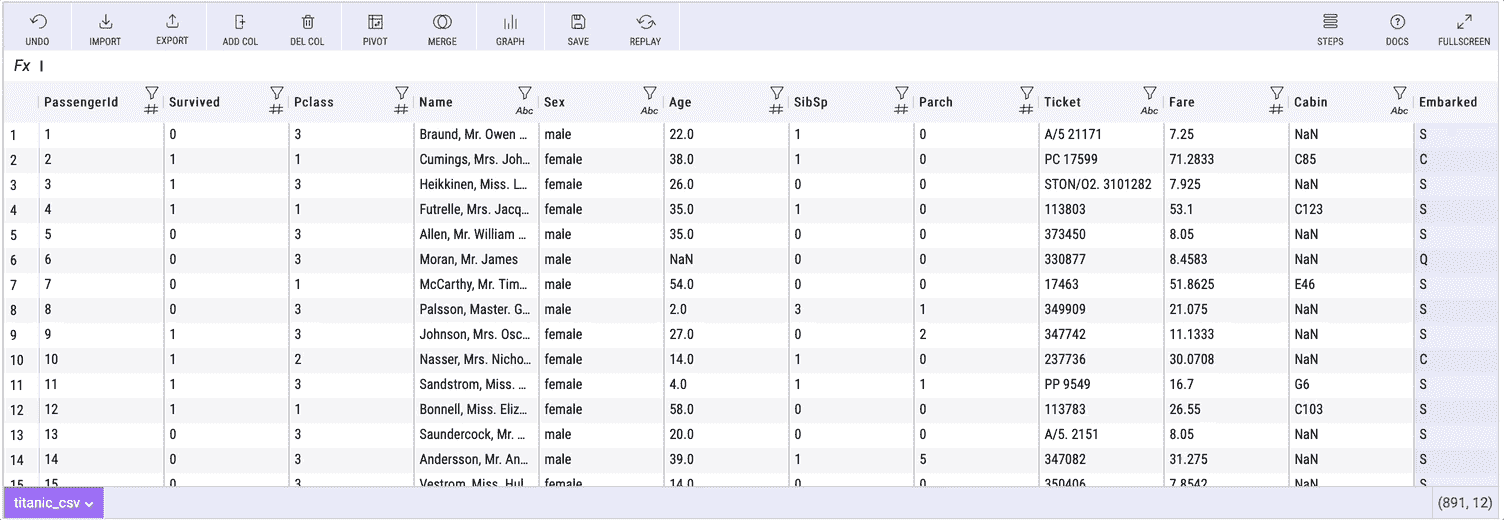 UNDO IMPORT EXPORT ADD COL DEL COL PIVOT MERGE GRAPH SAVE REPLAY STEPS DOCS FULLSCREEN
Fx
PassengerId # Survived # Pclass # Name Abc Sex Abc Age # SibSp # Parch # Ticket Abc Fare # Cabin Abc Embarked
1 1 0 3 Braund, Mr. Owen ... male 22.0 1 0 A/5 21171 7.25 NaN S
2 2 1 1 Cumings, Mrs. Joh... female 38.0 1 0 PC 17599 71.2833 C85 C
3 3 1 3 Heikkinen, Miss. L... female 26.0 0 0 STON/O2. 3101282 7.925 NaN S
4 4 1 1 Futrelle, Mrs. Jacq... female 35.0 1 0 113803 53.1 C123 S
5 5 0 3 Allen, Mr. William ... male 35.0 0 0 373450 8.05 NaN S
6 6 0 3 Moran, Mr. James male NaN 0 0 330877 8.4583 NaN Q
7 7 0 1 McCarthy, Mr. Tim... male 54.0 0 0 17463 51.8625 E46 S
8 8 0 3 Palsson, Master. G... male 2.0 3 1 349909 21.075 NaN S
9 9 1 3 Johnson, Mrs. Osc... female 27.0 0 2 347742 11.1333 NaN S
10 10 1 2 Nasser, Mrs. Nicho... female 14.0 1 0 237736 30.0708 NaN C
11 11 1 3 Sandstrom, Miss. ... female 4.0 1 1 PP 9549 16.7 G6 S
12 12 1 1 Bonnell, Miss. Eliz... female 58.0 0 0 113783 26.55 C103 S
13 13 0 3 Saundercock, Mr. ... male 20.0 0 0 A/5. 2151 8.05 NaN S
14 14 0 3 Andersson, Mr. An... male 39.0 1 5 347082 31.275 NaN S
15 15 0 3 Vestrom, Miss. Hul... female 14.0 0 0 350406 7.8542 NaN S
titanic_csv (891, 12)